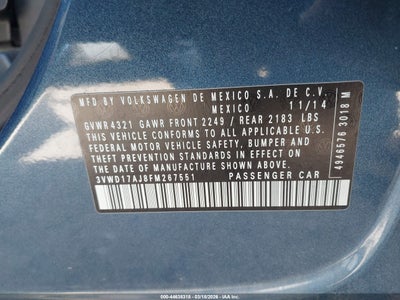 MFD BY VOLKSWAGEN DE MEXICO S.A. DE C.V.
MEXICO 11/14
GVWR 4321 GAWR FRONT 2249 / REAR 2183 LBS
THIS VEHICLE CONFORMS TO ALL APPLICABLE U.S.
FEDERAL MOTOR VEHICLE SAFETY, BUMPER AND
THEFT PREVENTION STANDARDS IN EFFECT ON THE
DATE OF MANUFACTURE SHOWN ABOVE.
3VWD17AJ8FM267551 PASSENGER CAR
4946576 3018 M
000-44638318 - 03/18/2026 - IAA Inc.